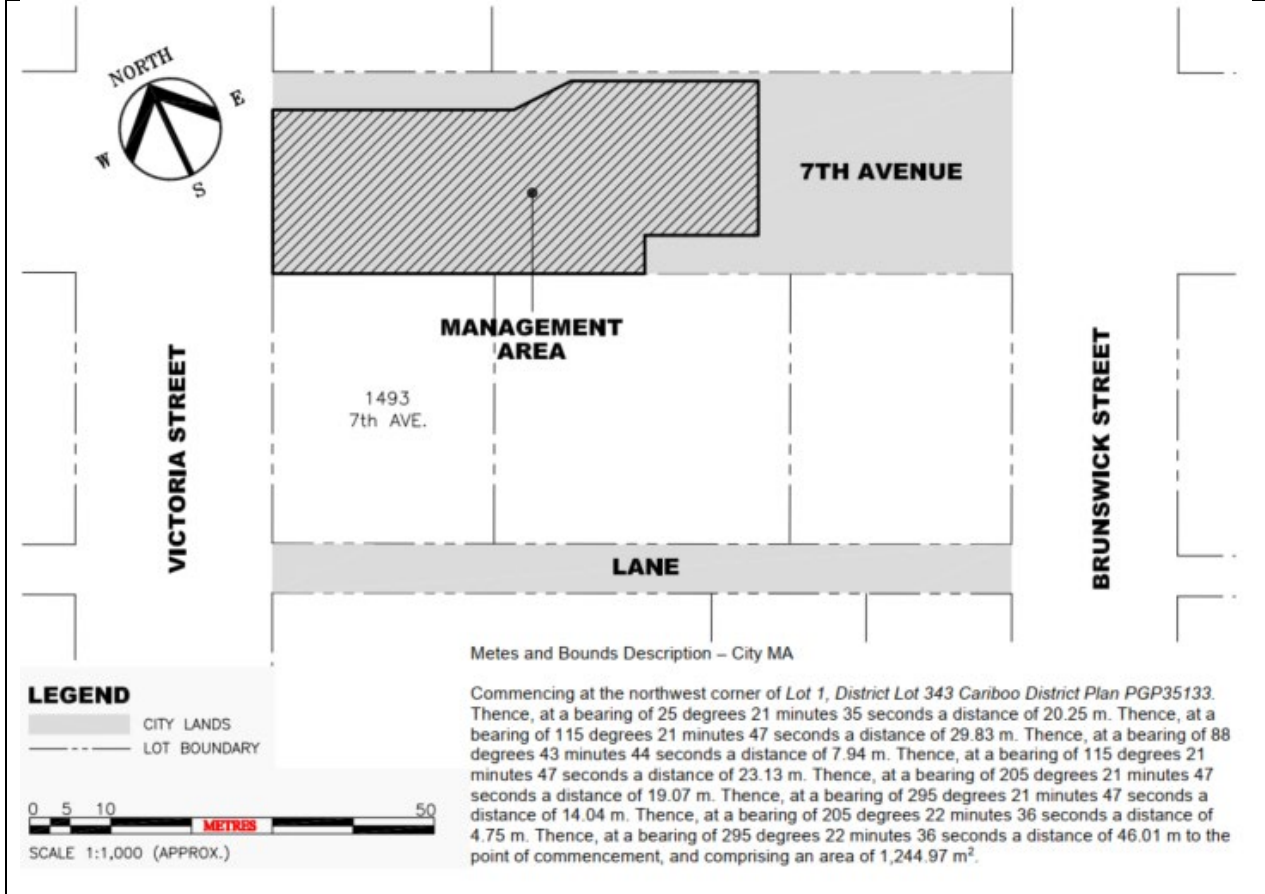 NORTH
E
W
S
7TH AVENUE
MANAGEMENT
AREA
1493
7th AVE.
VICTORIA STREET
BRUNSWICK STREET
LANE
Metes and Bounds Description – City MA
Commencing at the northwest corner of Lot 1, District Lot 343 Cariboo District Plan PGP35133.
Thence, at a bearing of 25 degrees 21 minutes 35 seconds a distance of 20.25 m. Thence, at a
bearing of 115 degrees 21 minutes 47 seconds a distance of 29.83 m. Thence, at a bearing of 88
degrees 43 minutes 44 seconds a distance of 7.94 m. Thence, at a bearing of 115 degrees 21
minutes 47 seconds a distance of 23.13 m. Thence, at a bearing of 205 degrees 21 minutes 47
seconds a distance of 19.07 m. Thence, at a bearing of 295 degrees 21 minutes 47 seconds a
distance of 14.04 m. Thence, at a bearing of 205 degrees 22 minutes 36 seconds a distance of
4.75 m. Thence, at a bearing of 295 degrees 22 minutes 36 seconds a distance of 46.01 m to the
point of commencement, and comprising an area of 1,244.97 m².
LEGEND
CITY LANDS
LOT BOUNDARY
0 5 10 50
METRES
SCALE 1:1,000 (APPROX.)